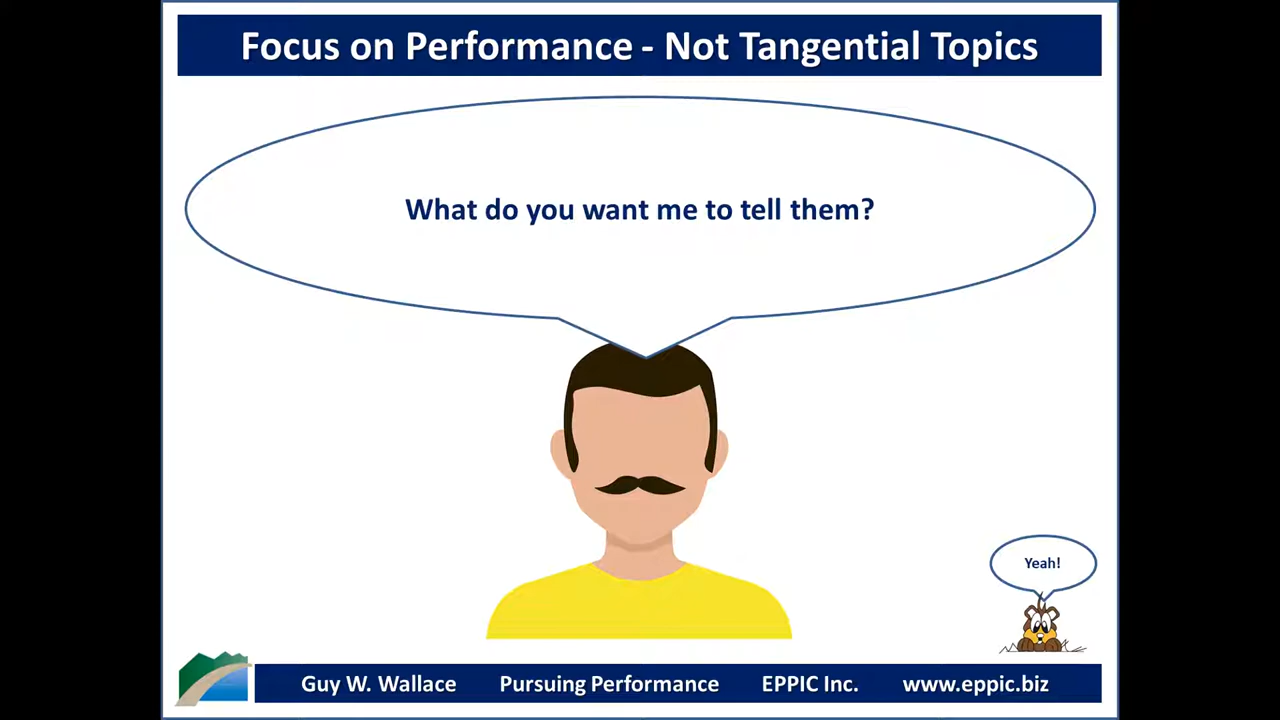 Focus on Performance - Not Tangential Topics
What do you want me to tell them?
Yeah!
Guy W. Wallace Pursuing Performance EPPIC Inc. www.eppic.biz